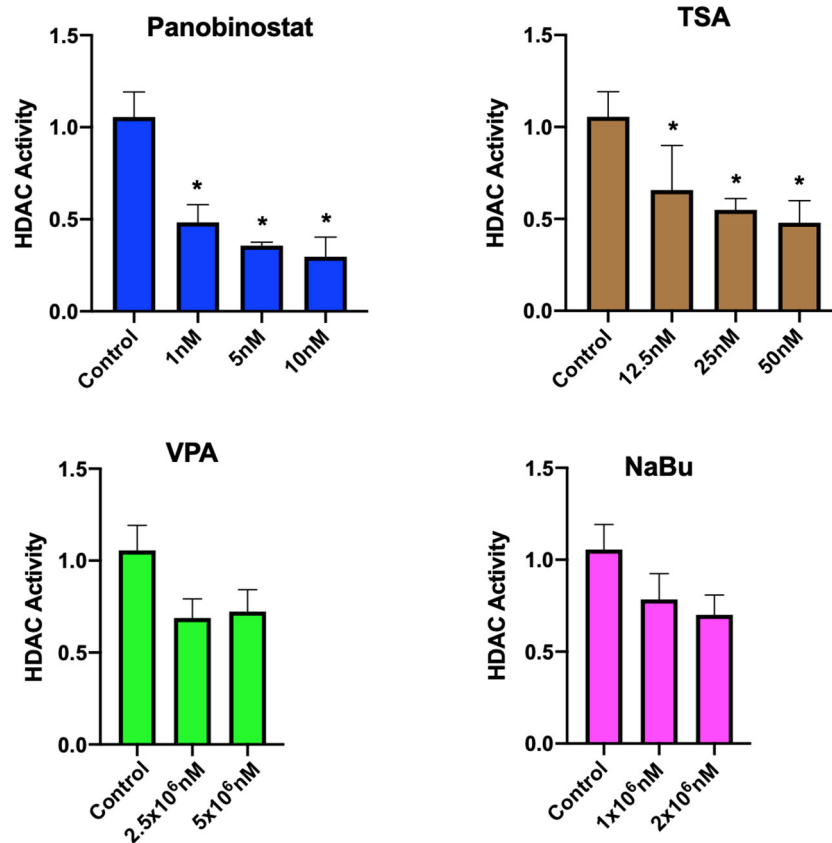 Panobinostat
HDAC Activity
1.5
1.0
0.5
0.0
*
*
*
Control
1nM
5nM
10nM
TSA
HDAC Activity
1.5
1.0
0.5
0.0
*
*
*
Control
12.5nM
25nM
50nM
VPA
HDAC Activity
1.5
1.0
0.5
0.0
Control
2.5x10⁶nM
5x10⁶nM
NaBu
HDAC Activity
1.5
1.0
0.5
0.0
Control
1x10⁶nM
2x10⁶nM